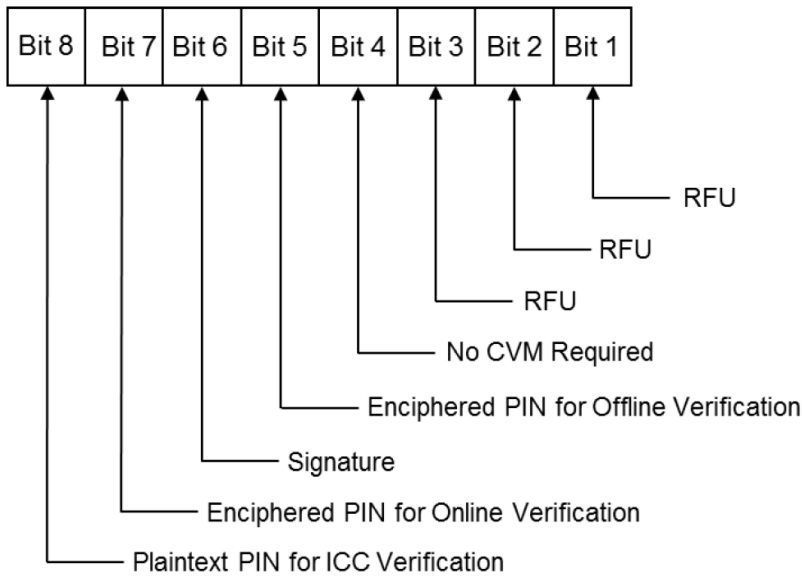 Bit 8 Bit 7 Bit 6 Bit 5 Bit 4 Bit 3 Bit 2 Bit 1
RFU
RFU
RFU
No CVM Required
Enciphered PIN for Offline Verification
Signature
Enciphered PIN for Online Verification
Plaintext PIN for ICC Verification